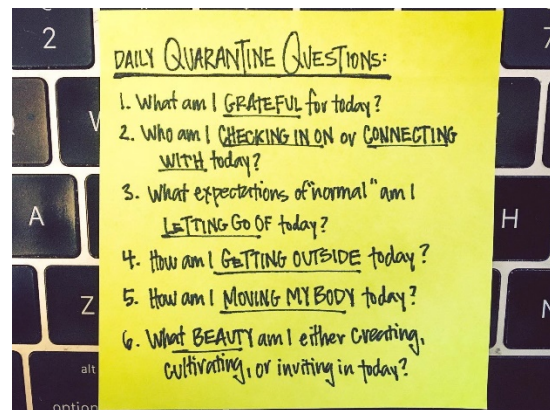 DAILY QUARANTINE QUESTIONS:
1. What am I GRATEFUL for today?
2. Who am I CHECKING IN ON or CONNECTING
WITH today?
3. What expectations of "normal" am I
LETTING GO OF today?
4. How am I GETTING OUTSIDE today?
5. How am I MOVING MY BODY today?
6. What BEAUTY am I either creating,
cultivating, or inviting in today?
2
7
A
H
Z
alt
option